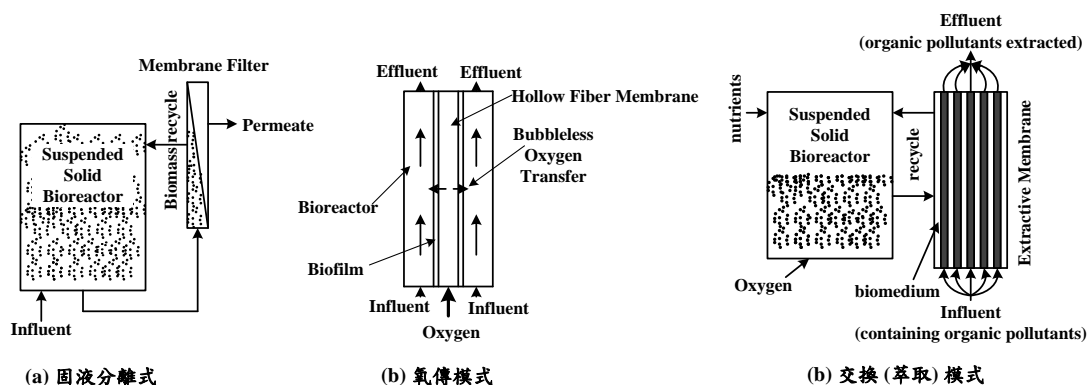 Membrane Filter
Biomass recycle
Permeate
Suspended
Solid
Bioreactor
Influent
(a) 固液分離式
Effluent
Effluent
Hollow Fiber Membrane
Bubbleless
Oxygen
Transfer
Bioreactor
Biofilm
Influent
Influent
Oxygen
(b) 氧傳模式
Effluent
(organic pollutants extracted)
nutrients
Suspended
Solid
Bioreactor
recycle
Extractive Membrane
Oxygen
biomedium
Influent
(containing organic pollutants)
(b) 交換 (萃取) 模式